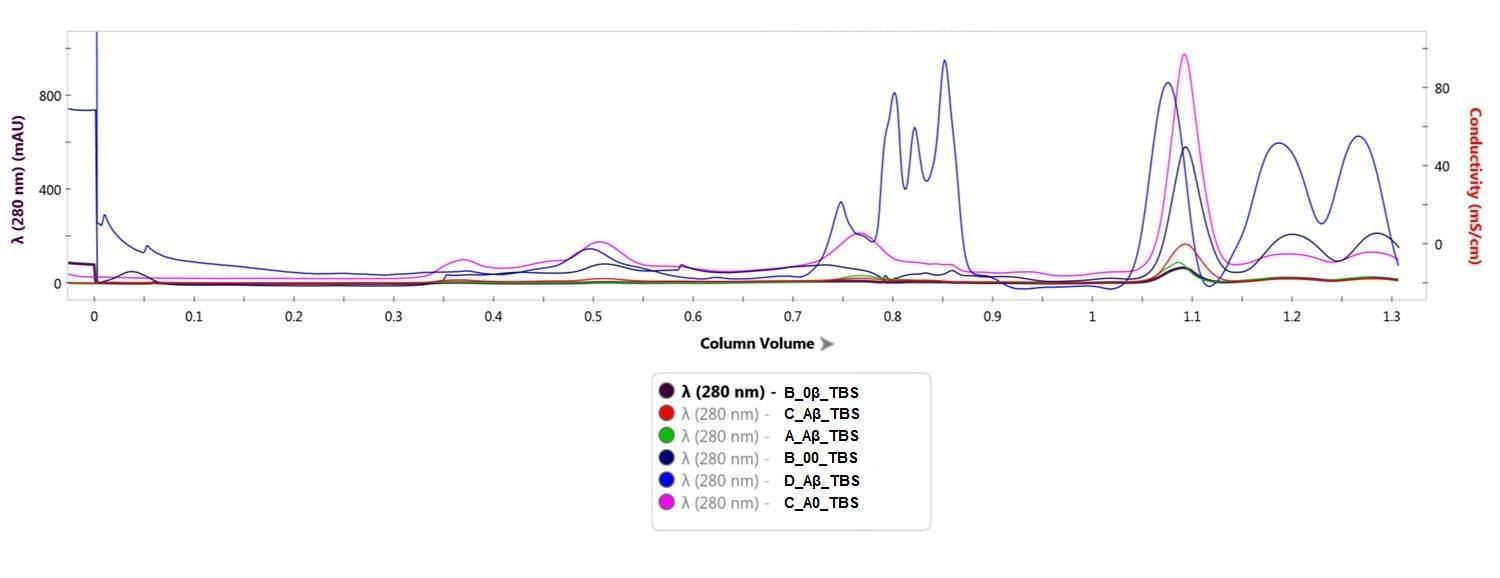 λ (280 nm) (mAU)
800
400
0
80
40
0
Conductivity (mS/cm)
0 0.1 0.2 0.3 0.4 0.5 0.6 0.7 0.8 0.9 1 1.1 1.2 1.3
Column Volume
λ (280 nm) - B_0β_TBS
λ (280 nm) - C_Aβ_TBS
λ (280 nm) - A_Aβ_TBS
λ (280 nm) - B_00_TBS
λ (280 nm) - D_Aβ_TBS
λ (280 nm) - C_A0_TBS